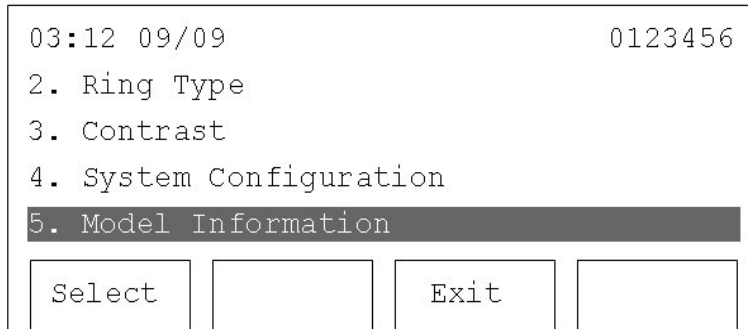 03:12 09/09 0123456
2. Ring Type
3. Contrast
4. System Configuration
5. Model Information
Select Exit